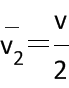 v̅₂ = v/2